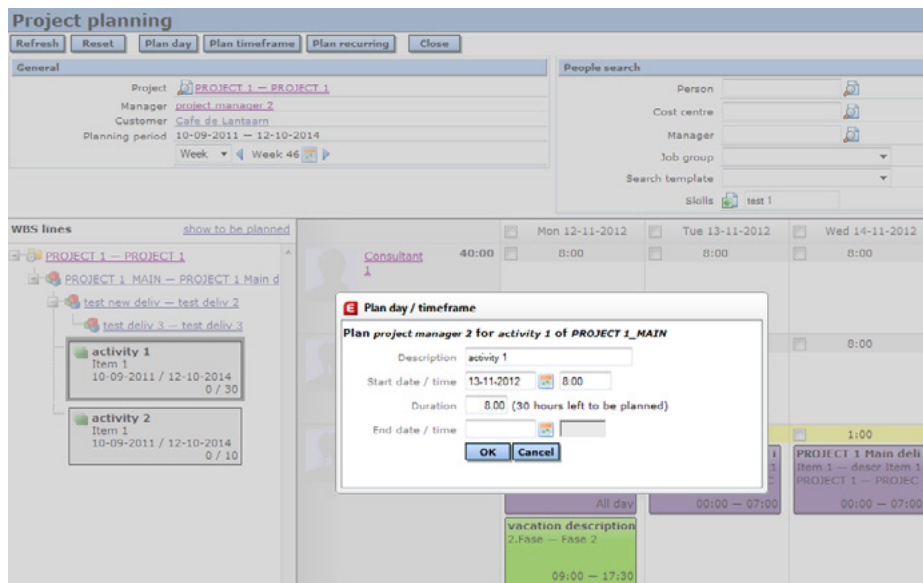 Project planning
Refresh Reset Plan day Plan timeframe Plan recurring Close
General
Project PROJECT 1 — PROJECT 1
Manager project manager 2
Customer Cafe de Lantaarn
Planning period 10-09-2011 — 12-10-2014
Week Week 46
People search
Person
Cost centre
Manager
Job group
Search template
Skills test 1
WBS lines show to be planned
PROJECT 1 — PROJECT 1
PROJECT 1_MAIN — PROJECT 1 Main d
test new deliv — test deliv 2
test deliv 3 — test deliv 3
activity 1
Item 1
10-09-2011 / 12-10-2014
0 / 30
activity 2
Item 1
10-09-2011 / 12-10-2014
0 / 10
Mon 12-11-2012 Tue 13-11-2012 Wed 14-11-2012
Consultant 40:00 8:00 8:00 8:00
1
8:00
1:00
Plan day / timeframe
Plan project manager 2 for activity 1 of PROJECT 1_MAIN
Description activity 1
Start date / time 13-11-2012 8:00
Duration 8.00 (30 hours left to be planned)
End date / time
OK Cancel
PROJECT 1 Main deli
Item 1 — descr Item 1
PROJECT 1 — PROJEC
All day 00:00 — 07:00 00:00 — 07:00
vacation description
2.Fase — Fase 2
09:00 — 17:30